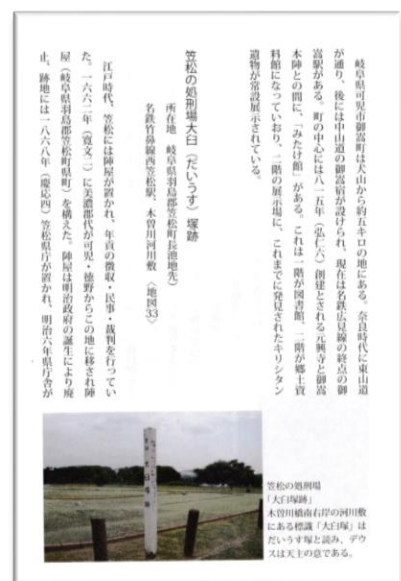 岐阜県可児市御嵩町は犬山から約五キロの地にある。奈良時代に東山道
が通り、後には中山道の御嵩宿が設けられ、現在は名鉄広見線の終点の御
嵩駅がある。町の中心には八一五年(弘仁六)創建とされる元興寺と御嵩
本陣との間に、「みたけ館」がある。これは一階が図書館、二階が郷土資
料館になっていおり、二階の展示場に、これまでに発見されたキリシタン
遺物が常設展示されている。
笠松の処刑場大臼(だいうす)塚跡
所在地 岐阜県羽島郡笠松町長池地先
名鉄竹鼻線西笠松駅、木曽川河川敷 〈地図33〉
江戸時代、笠松には陣屋が置かれ、年貢の徴収・民事・裁判を行ってい
た。一六六二年(寛文二)に美濃郡代が可児・徳野からこの地に移され陣
屋(岐阜県羽島郡笠松町県町)を構えた。陣屋は明治政府の誕生により廃
止、跡地には一八六八年(慶応四)笠松県庁が置かれ、明治六年県庁舎が
笠松の処刑場
「大臼塚跡」
木曽川橋南右岸の河川敷
にある標識「大臼塚」は
だいうす塚と読み、デウ
スは天主の意である。